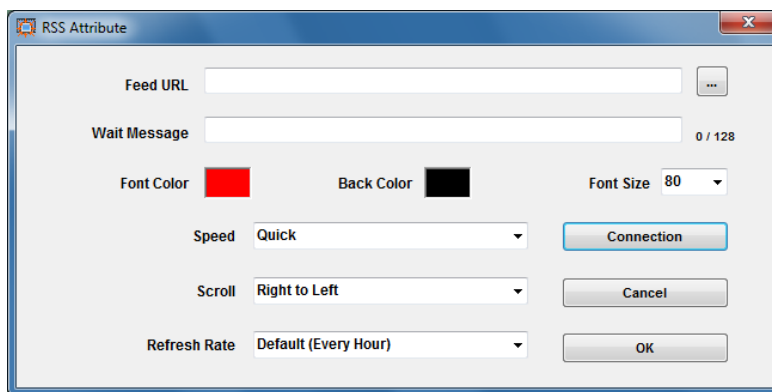 RSS Attribute
X
Feed URL ...
Wait Message 0 / 128
Font Color Back Color Font Size 80
Speed Quick Connection
Scroll Right to Left Cancel
Refresh Rate Default (Every Hour) OK